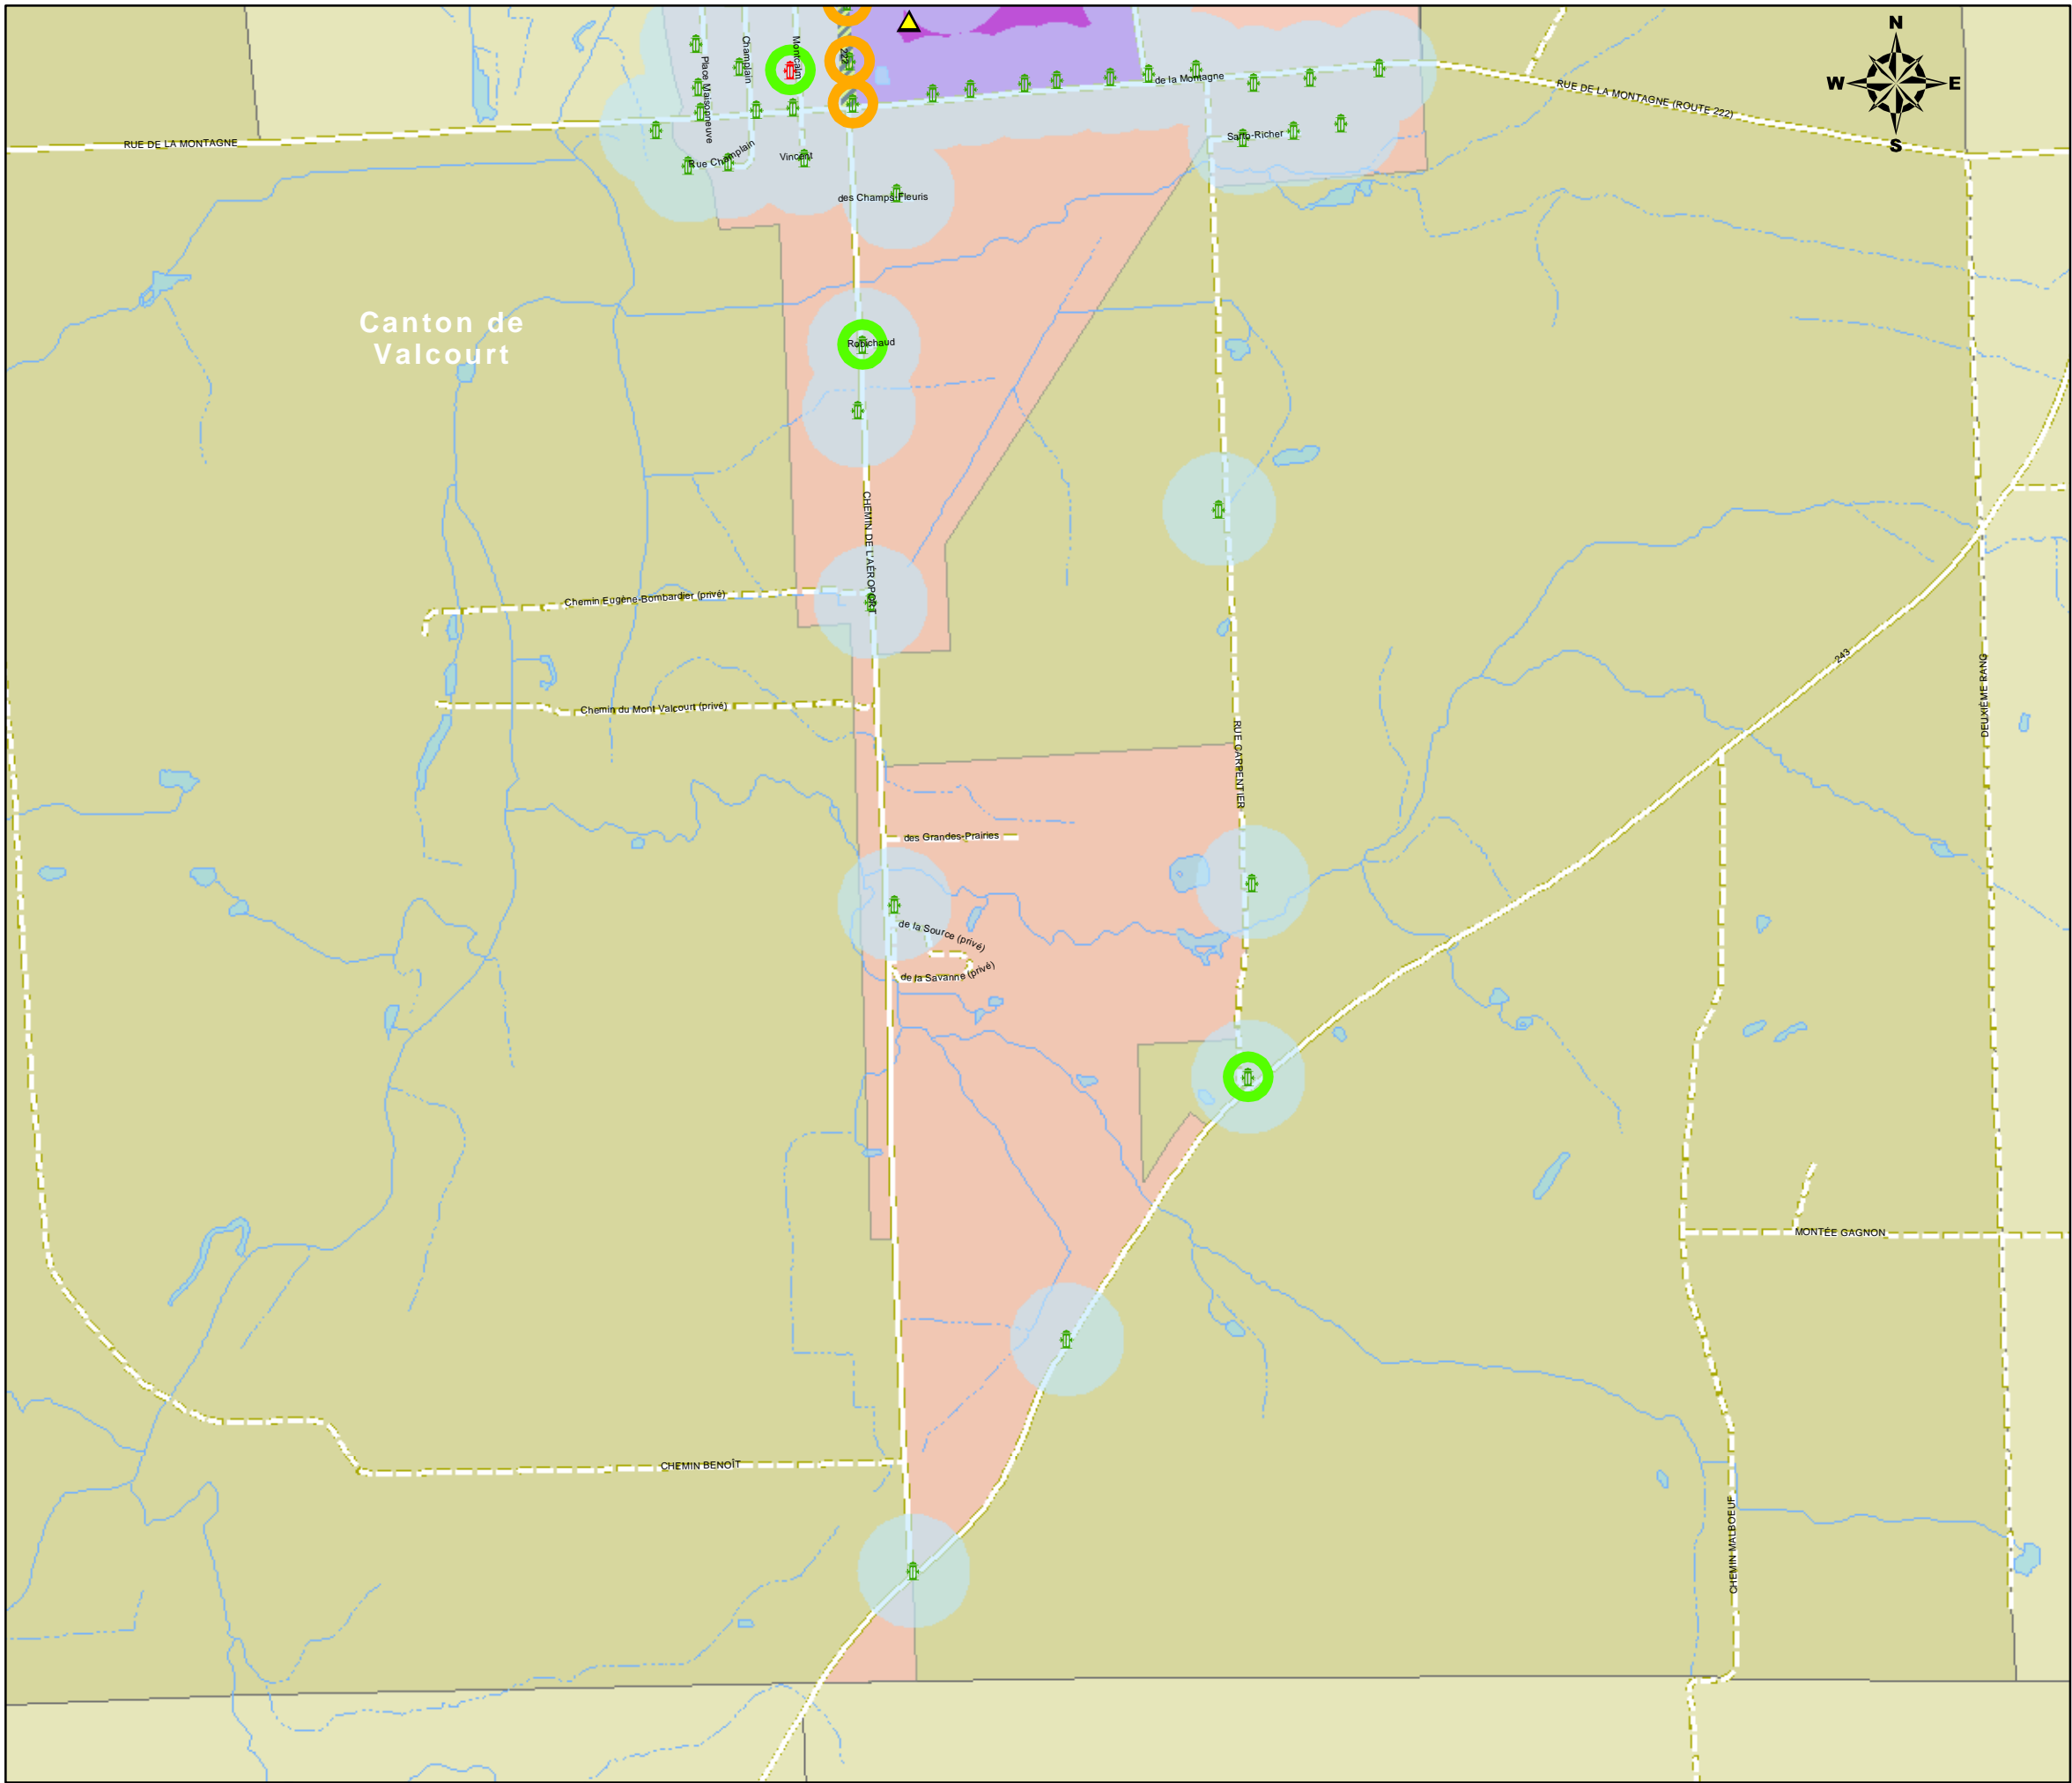 N
W E
S
Place Maisonneuve
Champlain
Montcalm
222
de la Montagne
RUE DE LA MONTAGNE (ROUTE 222)
RUE DE LA MONTAGNE
Rue Champlain
Vincent
Sarto-Richer
des Champs-Fleuris
Canton de
Valcourt
Robichaud
CHEMIN DE L'AÉROPORT
Chemin Eugène-Bombardier (privé)
Chemin du Mont Valcourt (privé)
243
DEUXIÈME RANG
RUE CARPENTIER
des Grandes-Prairies
de la Source (privé)
de la Savanne (privé)
MONTÉE GAGNON
CHEMIN BENOÎT
CHEMIN MALBOEUF